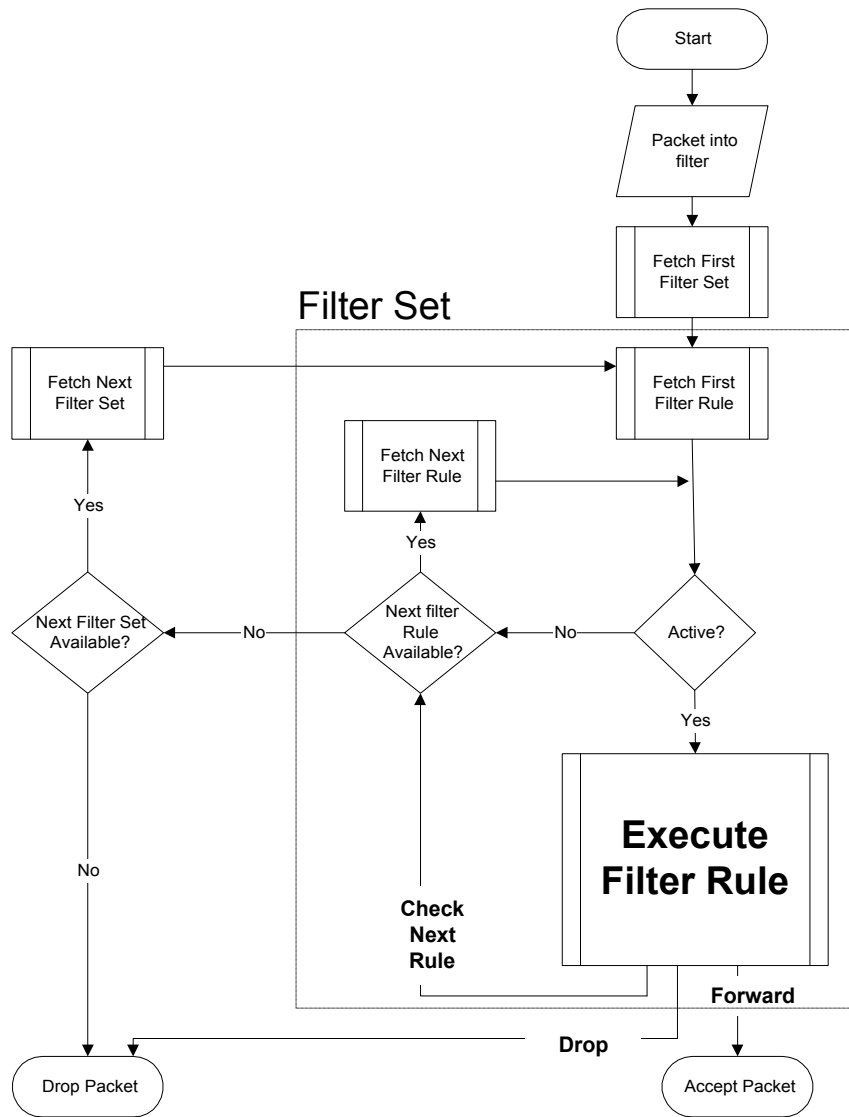 Start
Packet into
filter
Fetch First
Filter Set
Filter Set
Fetch Next
Filter Set
Fetch First
Filter Rule
Fetch Next
Filter Rule
Yes
Yes
Next Filter Set
Available?
No
Next filter
Rule
Available?
No
Active?
Yes
Execute
Filter Rule
No
Check
Next
Rule
Forward
Drop
Drop Packet
Accept Packet